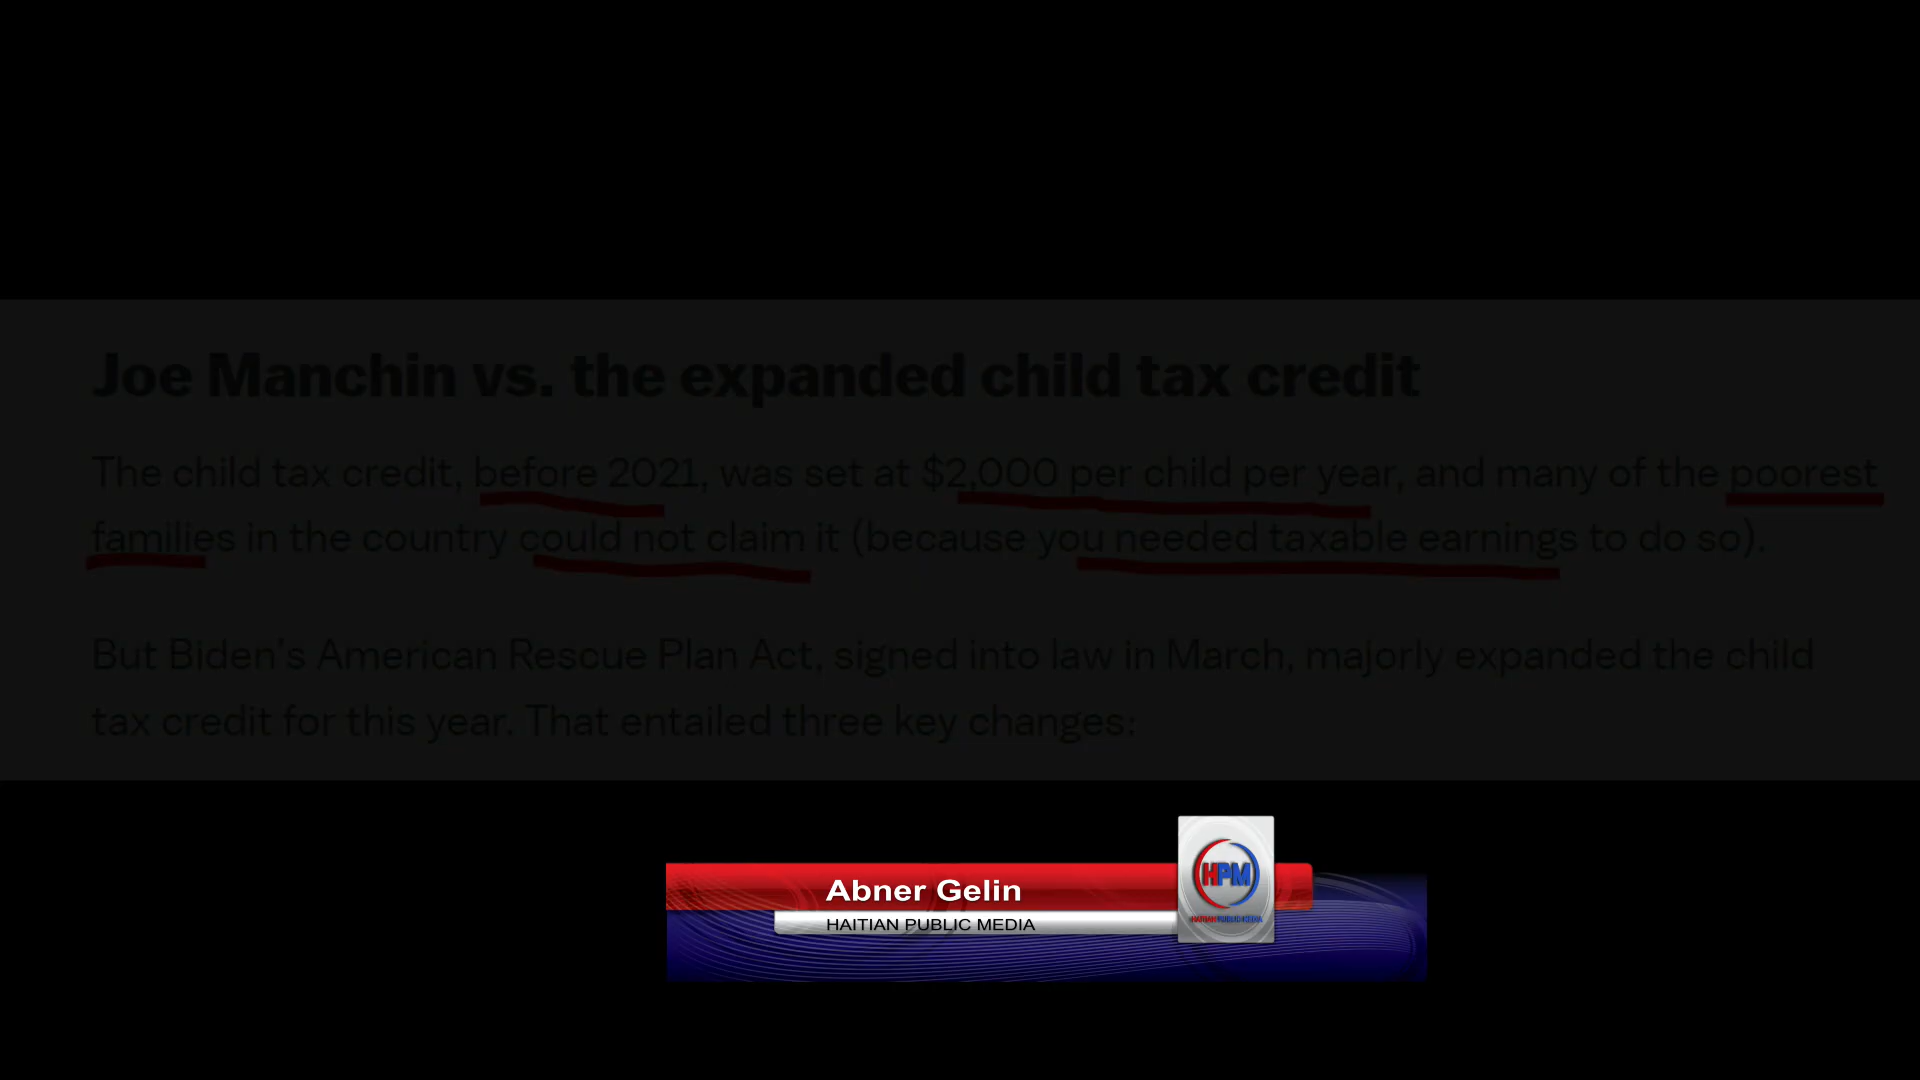 Joe Manchin vs. the expanded child tax credit
The child tax credit, before 2021, was set at $2,000 per child per year, and many of the poorest
families in the country could not claim it (because you needed taxable earnings to do so).
But Biden's American Rescue Plan Act, signed into law in March, majorly expanded the child
tax credit for this year. That entailed three key changes:
Abner Gelin
HAITIAN PUBLIC MEDIA
HPM
HAITIAN PUBLIC MEDIA